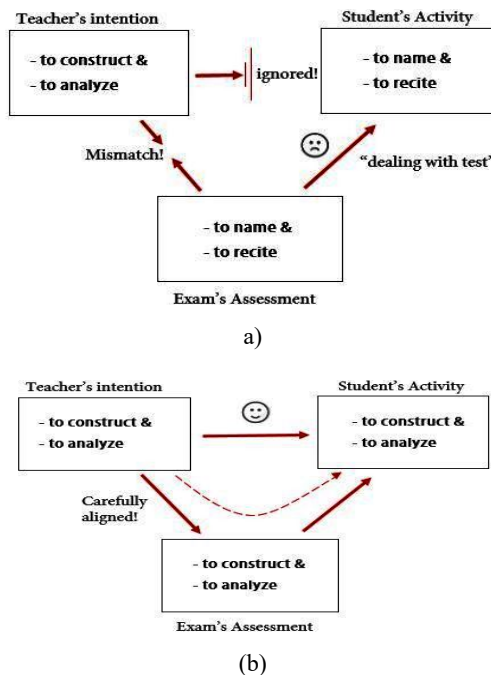 Teacher's intention
Student's Activity
- to construct &
- to analyze
ignored!
- to name &
- to recite
Mismatch!
"dealing with test"
- to name &
- to recite
Exam's Assessment
a)
Teacher's intention
Student's Activity
- to construct &
- to analyze
- to construct &
- to analyze
Carefully
aligned!
- to construct &
- to analyze
Exam's Assessment
(b)